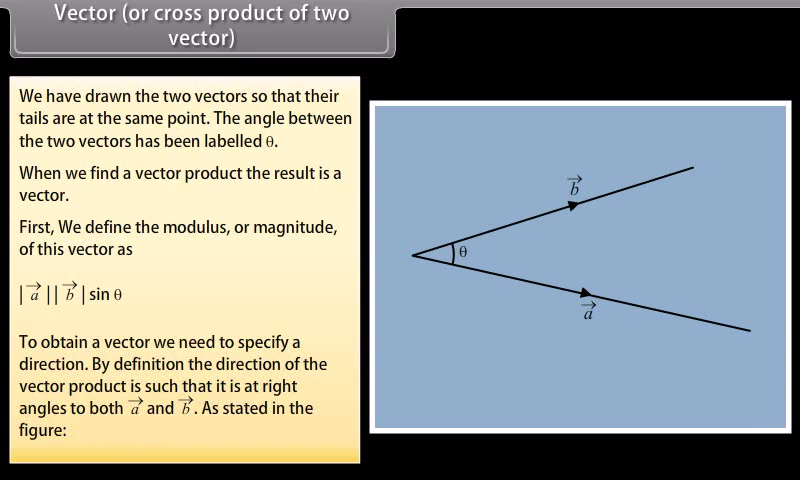 Vector (or cross product of two
vector)
We have drawn the two vectors so that their
tails are at the same point. The angle between
the two vectors has been labelled θ.
When we find a vector product the result is a
vector.
First, We define the modulus, or magnitude,
of this vector as
|a⃗ || b⃗ | sin θ
To obtain a vector we need to specify a
direction. By definition the direction of the
vector product is such that it is at right
angles to both a⃗ and b⃗. As stated in the
figure:
b⃗
θ
a⃗